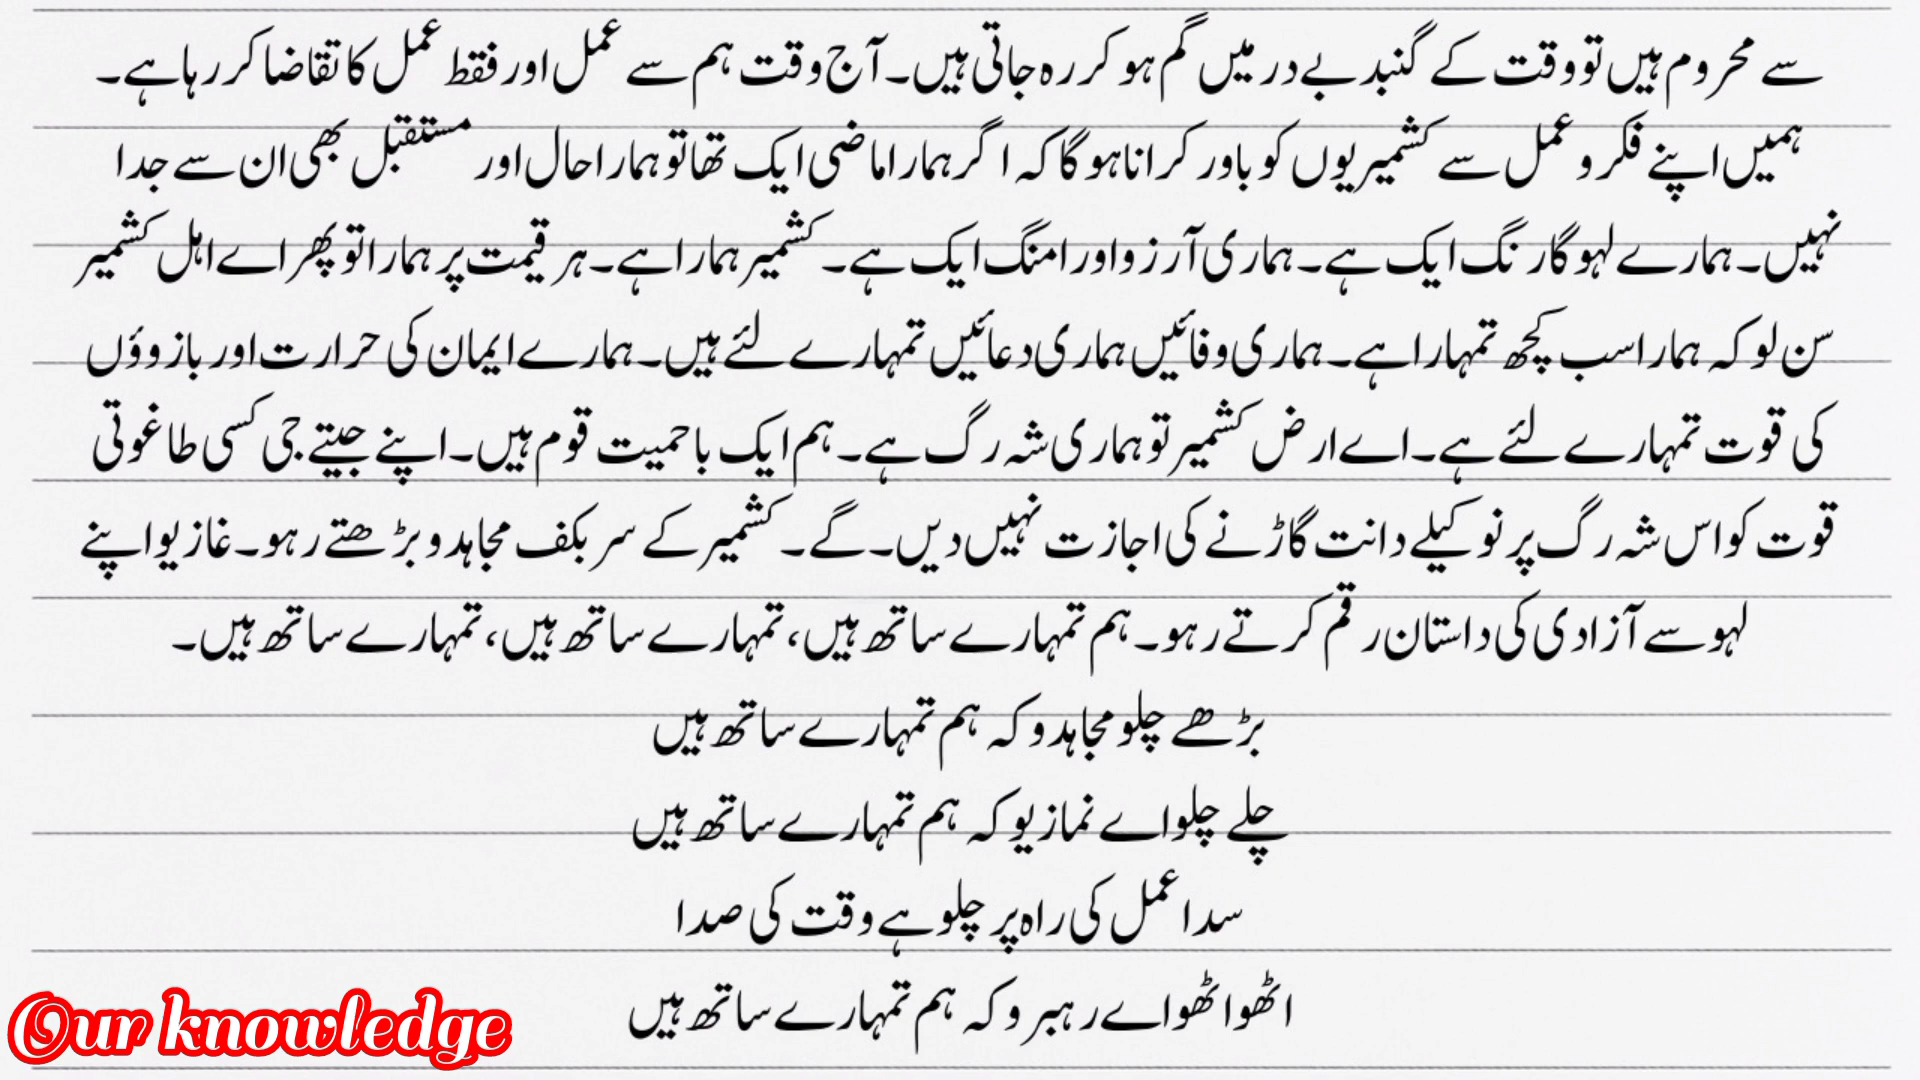 سے محروم ہیں تو وقت کے گنبد بے در میں گم ہو کر رہ جاتی ہیں۔ آج وقت ہم سے عمل اور فقط عمل کا تقاضا کر رہا ہے۔
ہمیں اپنے فکر و عمل سے کشمیریوں کو باور کرانا ہو گا کہ اگر ہمارا ماضی ایک تھا تو ہمارا حال اور مستقبل بھی ان سے جدا
نہیں۔ ہمارے لہو گا رنگ ایک ہے۔ ہماری آرزو اور امنگ ایک ہے۔ کشمیر ہمارا ہے۔ ہر قیمت پر ہمارا تو پھر اے اہل کشمیر
سن لو کہ ہمارا سب کچھ تمہارا ہے۔ ہماری وفائیں ہماری دعائیں تمہارے لئے ہیں۔ ہمارے ایمان کی حرارت اور بازوؤں
کی قوت تمہارے لئے ہے۔ اے ارض کشمیر تو ہماری شہ رگ ہے۔ ہم ایک باحمیت قوم ہیں۔ اپنے جیتے جی کسی طاغوتی
قوت کو اس شہ رگ پر نوکیلے دانت گاڑنے کی اجازت نہیں دیں۔ گے۔ کشمیر کے سربکف مجاہدو بڑھتے رہو۔ غازیو اپنے
لہو سے آزادی کی داستان رقم کرتے رہو۔ ہم تمہارے ساتھ ہیں، تمہارے ساتھ ہیں، تمہارے ساتھ ہیں۔
بڑھے چلو مجاہدو کہ ہم تمہارے ساتھ ہیں
چلے چلو اے نمازیو کہ ہم تمہارے ساتھ ہیں
سدا عمل کی راہ پر چلو ہے وقت کی صدا
اٹھو اٹھو اے رہبرو کہ ہم تمہارے ساتھ ہیں
Our knowledge